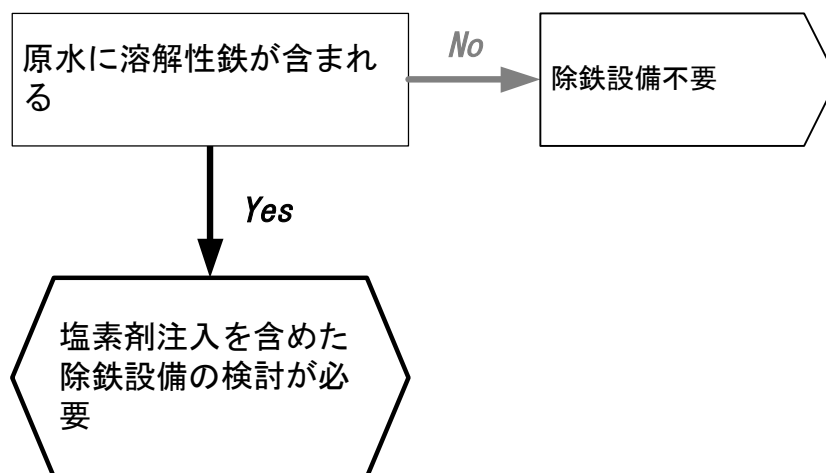 原水に溶解性鉄が含まれ
る
No
除鉄設備不要
Yes
塩素剤注入を含めた
除鉄設備の検討が必
要